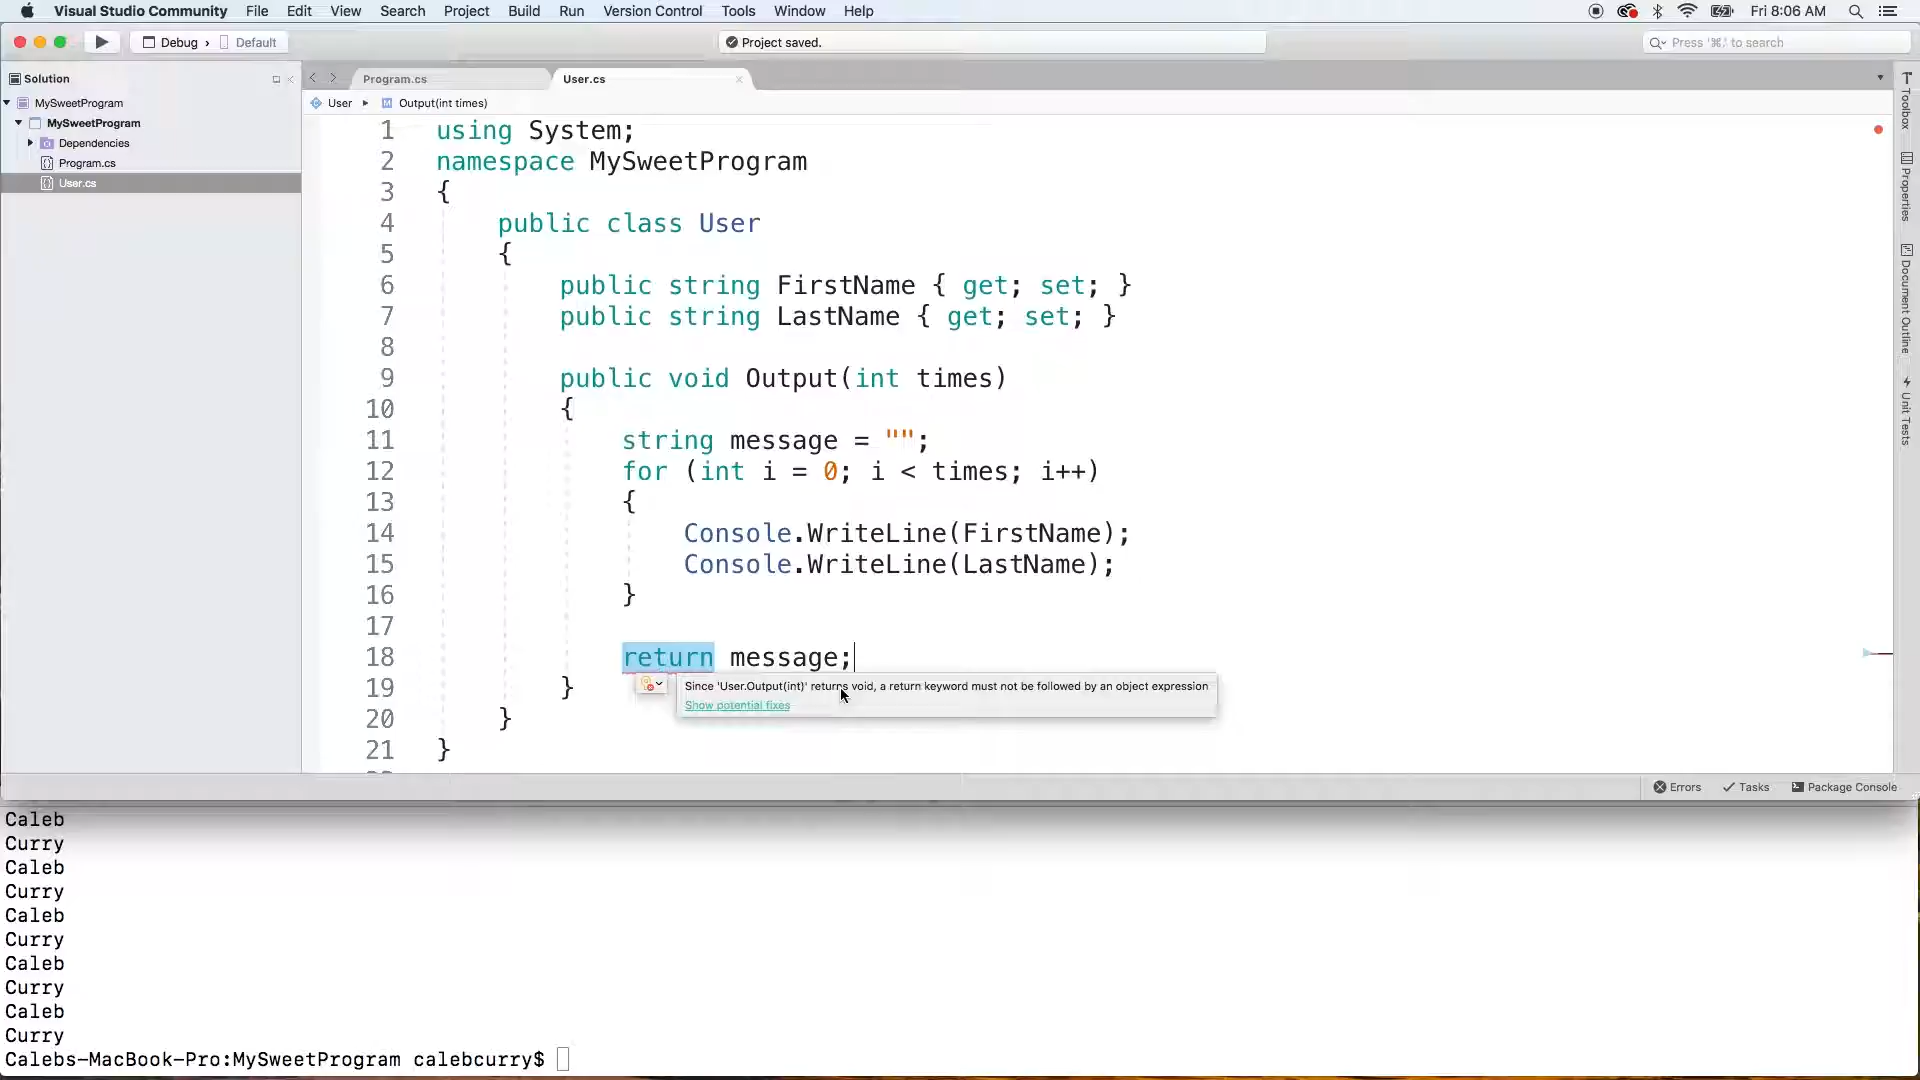 Visual Studio Community File Edit View Search Project Build Run Version Control Tools Window Help Fri 8:06 AM
Debug › Default Project saved. Press '⌘.' to search
Solution Program.cs User.cs
User Output(int times)
MySweetProgram
MySweetProgram
Dependencies
Program.cs
User.cs
1 using System;
2 namespace MySweetProgram
3 {
4 public class User
5 {
6 public string FirstName { get; set; }
7 public string LastName { get; set; }
8
9 public void Output(int times)
10 {
11 string message = "";
12 for (int i = 0; i < times; i++)
13 {
14 Console.WriteLine(FirstName);
15 Console.WriteLine(LastName);
16 }
17
18 return message;
19 }
Since 'User.Output(int)' returns void, a return keyword must not be followed by an object expression
Show potential fixes
20 }
21 }
Toolbox
Properties
Document Outline
Unit Tests
Errors Tasks Package Console
Caleb
Curry
Caleb
Curry
Caleb
Curry
Caleb
Curry
Caleb
Curry
Calebs-MacBook-Pro:MySweetProgram calebcurry$